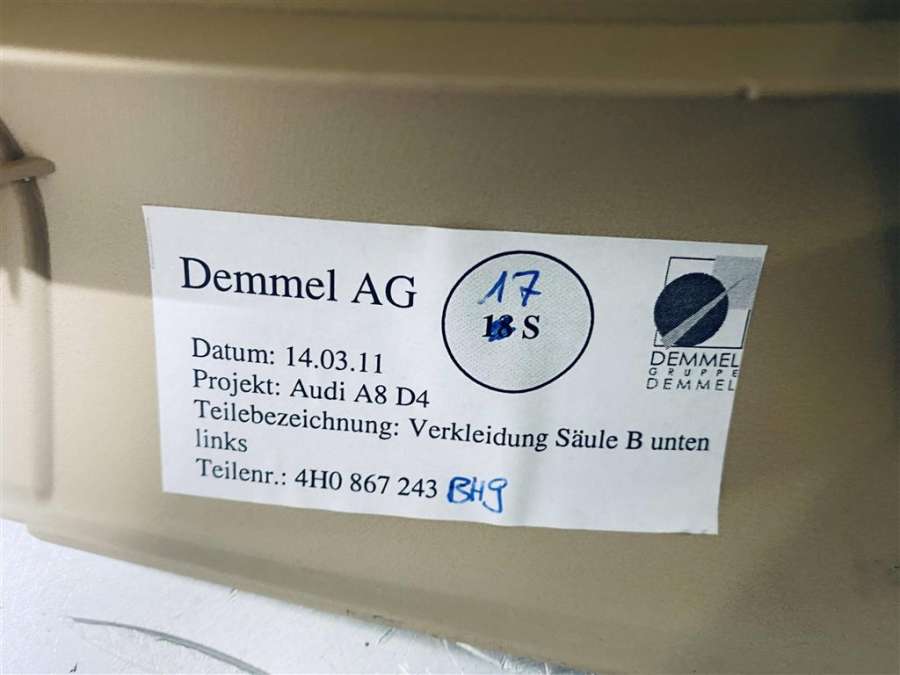 Demmel AG
17
18 S
DEMMEL
GRUPPE
DEMMEL
Datum: 14.03.11
Projekt: Audi A8 D4
Teilebezeichnung: Verkleidung Säule B unten
links
Teilenr.: 4H0 867 243 BH9